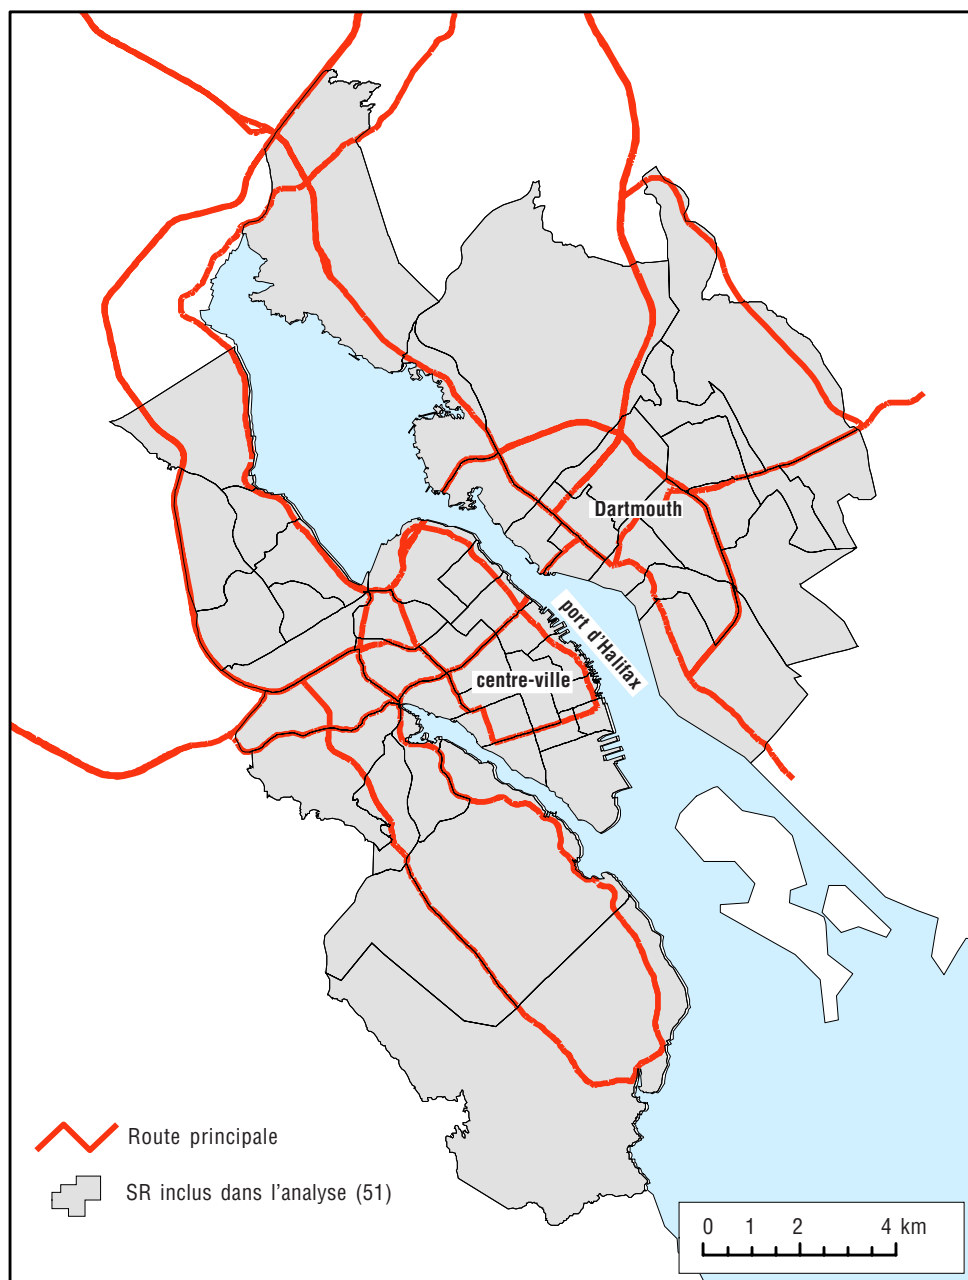 Dartmouth
port d'Halifax
centre-ville
Route principale
SR inclus dans l'analyse (51)
0 1 2 4 km